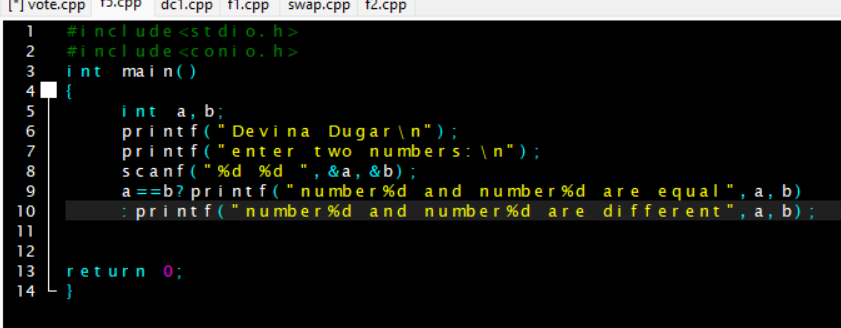 [*] vote.cpp f5.cpp dc1.cpp f1.cpp swap.cpp f2.cpp
1 #include<stdio.h>
2 #include<conio.h>
3 int main()
4 {
5 int a,b;
6 printf("Devina Dugar\n");
7 printf("enter two numbers:\n");
8 scanf("%d %d ",&a,&b);
9 a==b?printf("number%d and number%d are equal",a,b)
10 :printf("number%d and number%d are different",a,b);
11
12
13 return 0;
14 }